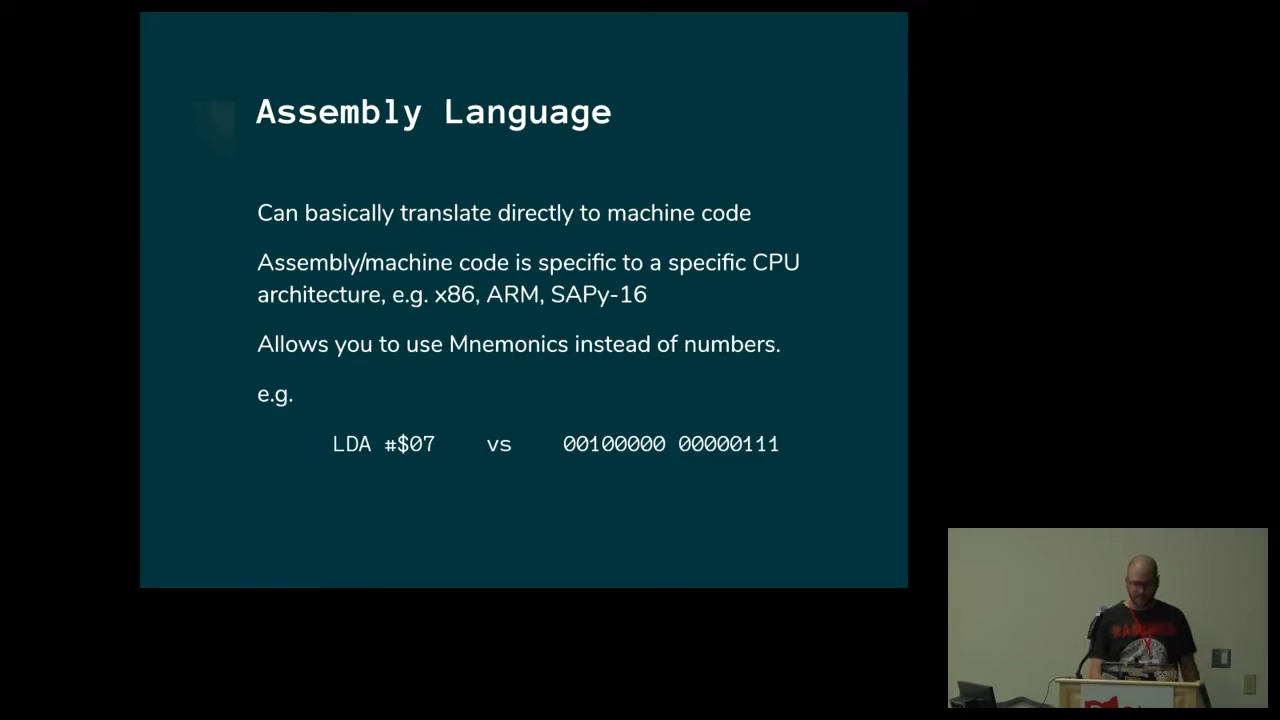 Assembly Language
Can basically translate directly to machine code
Assembly/machine code is specific to a specific CPU
architecture, e.g. x86, ARM, SAPy-16
Allows you to use Mnemonics instead of numbers.
e.g.
LDA #$07 vs 00100000 00000111